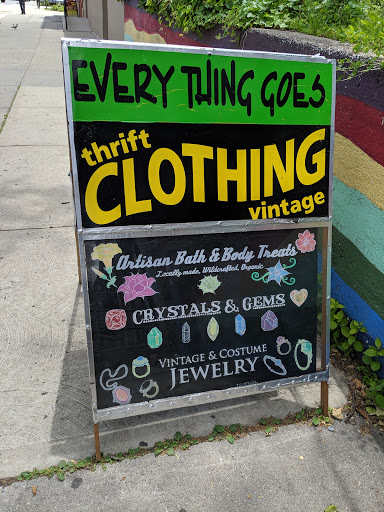 EVERY THING GOES
thrift
CLOTHING
vintage
Artisan Bath & Body Treats
Locally made, Wildcrafted, Organic
CRYSTALS & GEMS
VINTAGE & COSTUME
JEWELRY